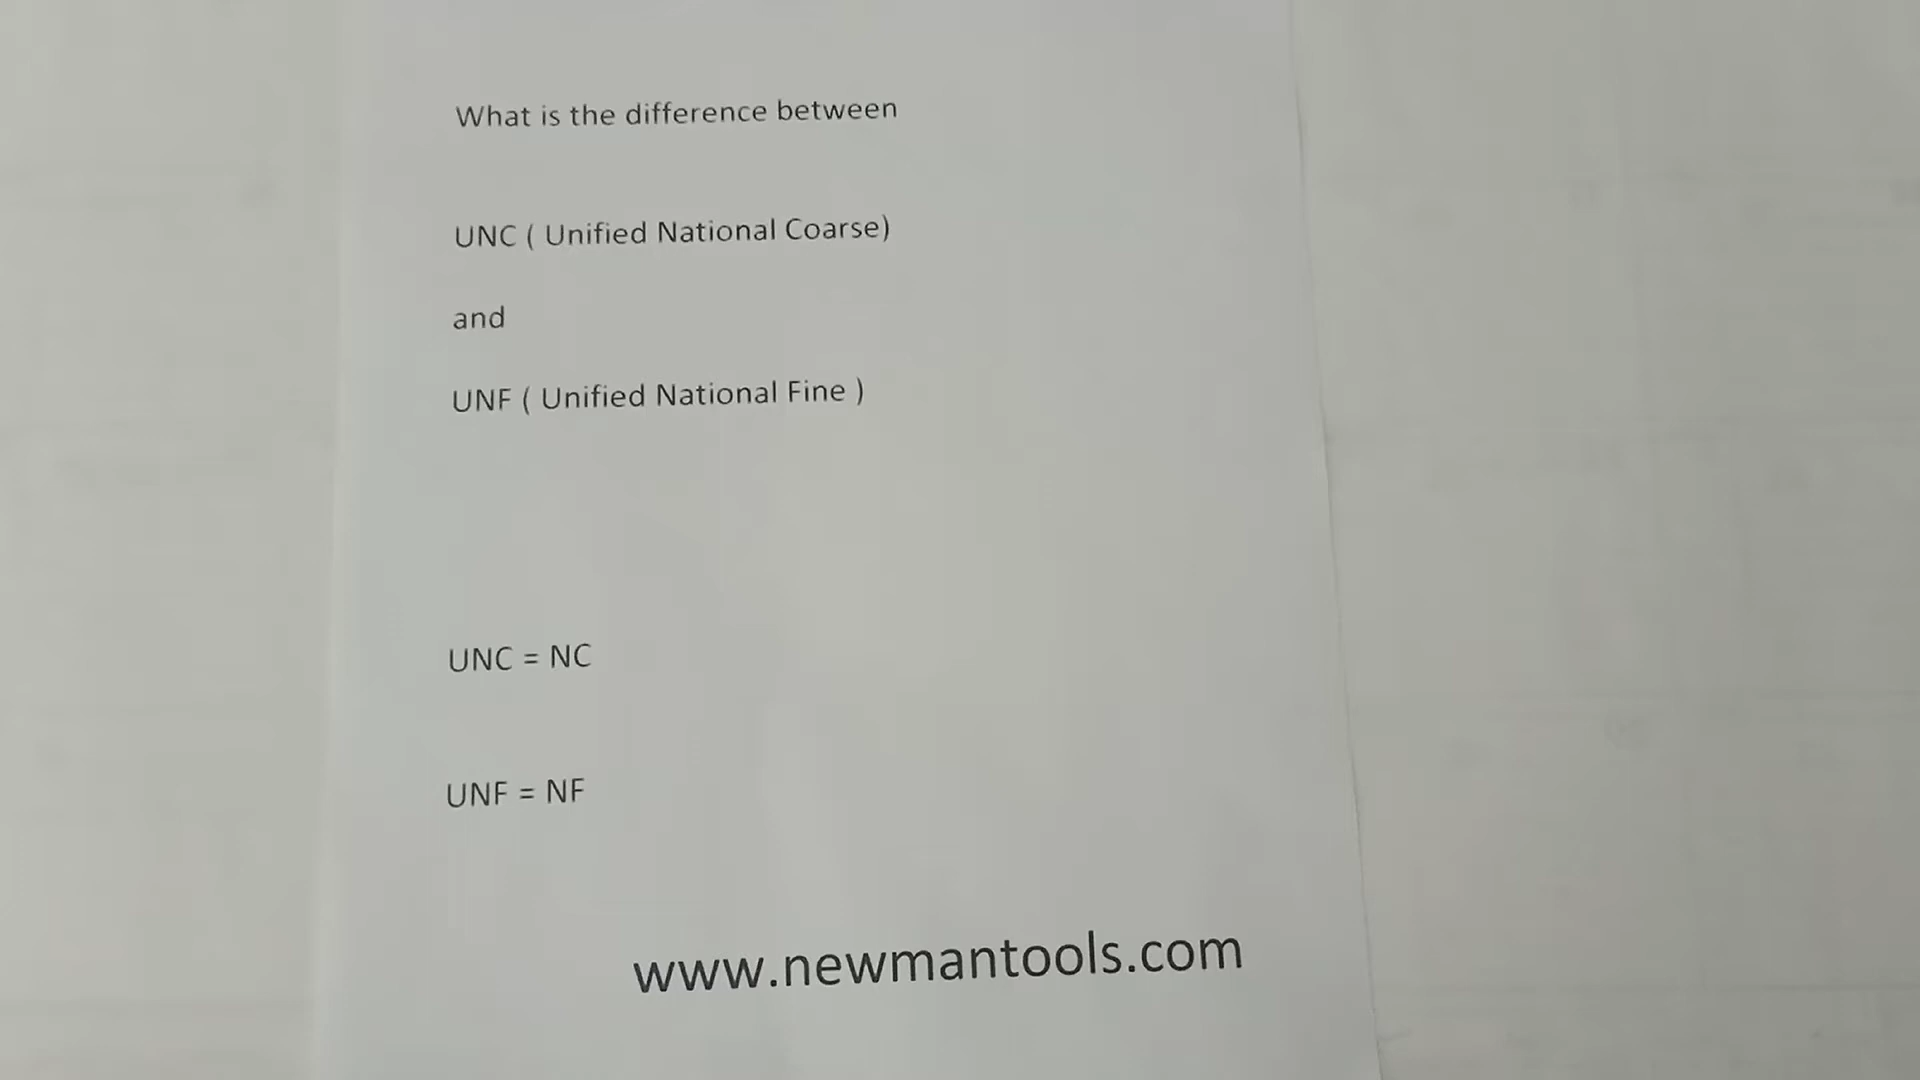 What is the difference between
UNC ( Unified National Coarse)
and
UNF ( Unified National Fine )
UNC = NC
UNF = NF
www.newmantools.com